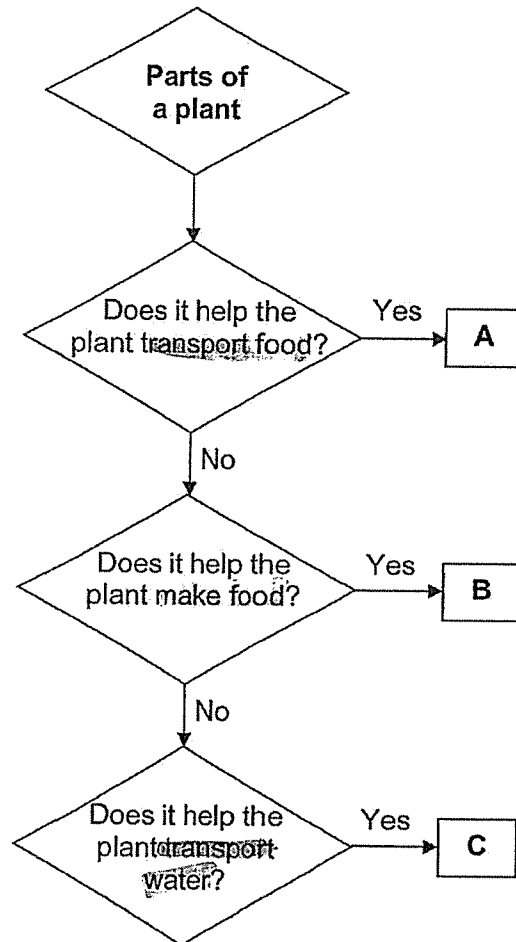 Parts of
a plant
Does it help the
plant transport food?
Yes
A
No
Does it help the
plant make food?
Yes
B
No
Does it help the
plant transport
water?
Yes
C